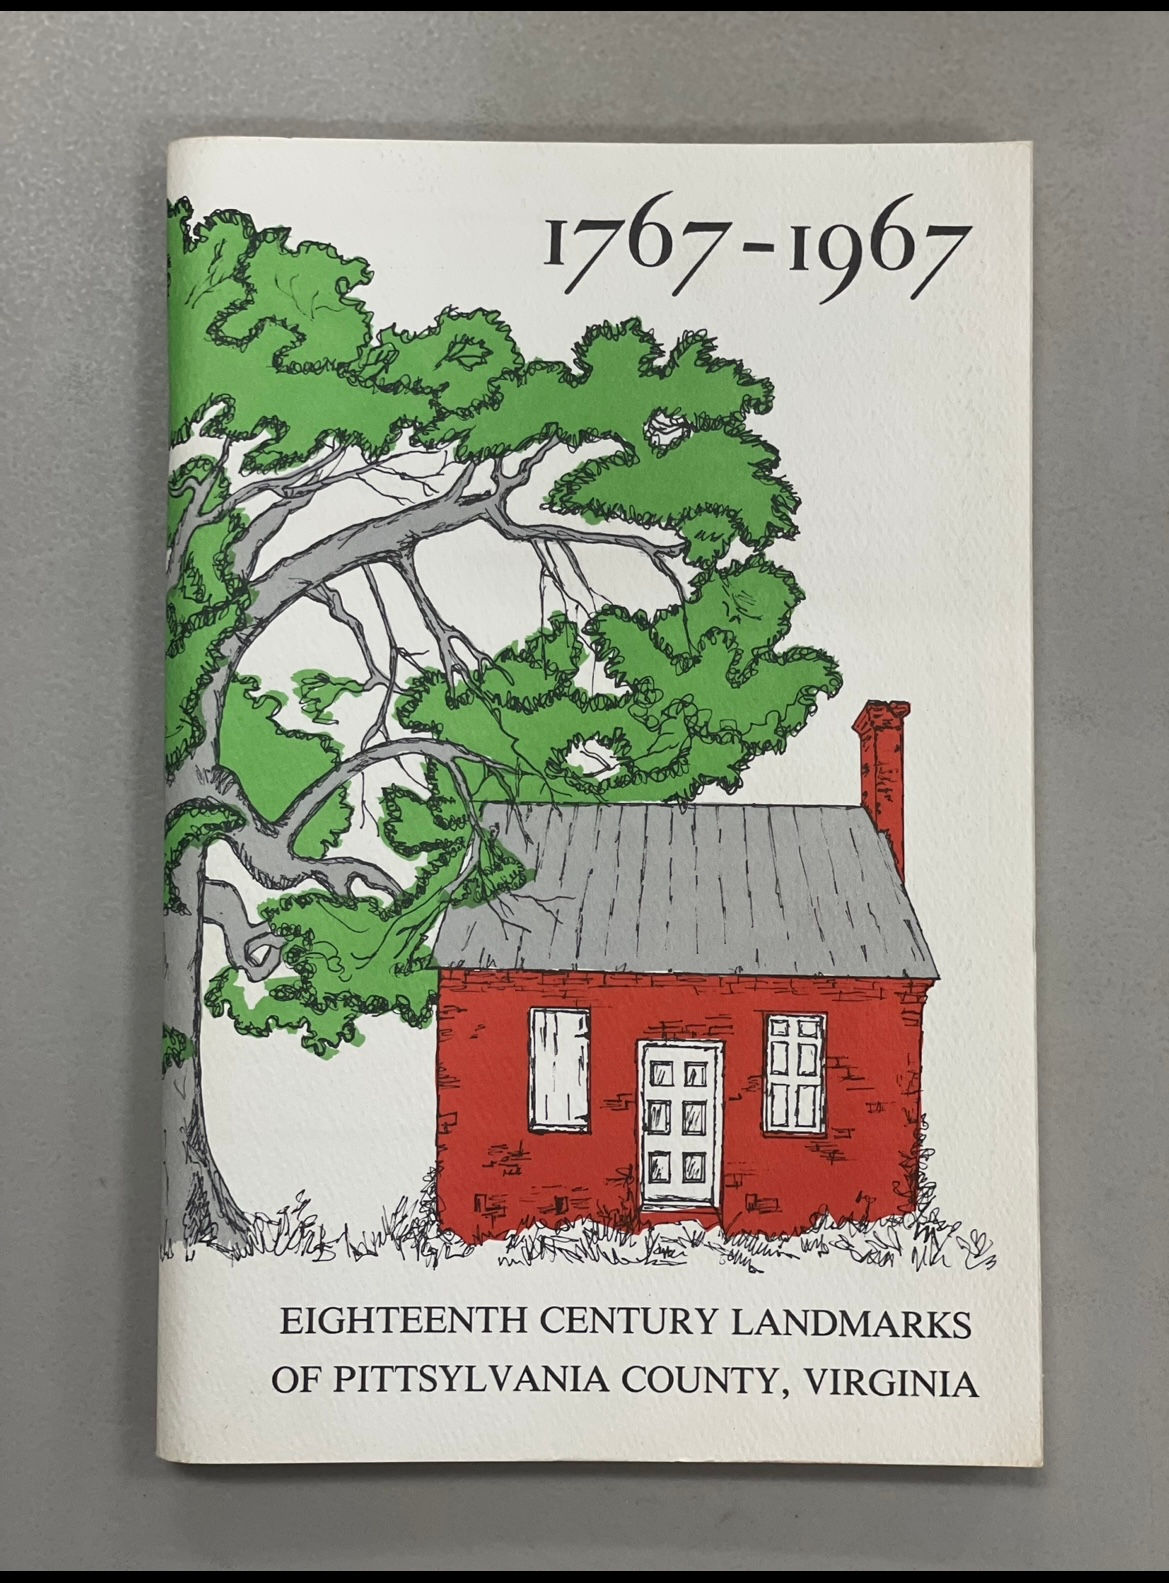 1767-1967
EIGHTEENTH CENTURY LANDMARKS
OF PITTSYLVANIA COUNTY, VIRGINIA